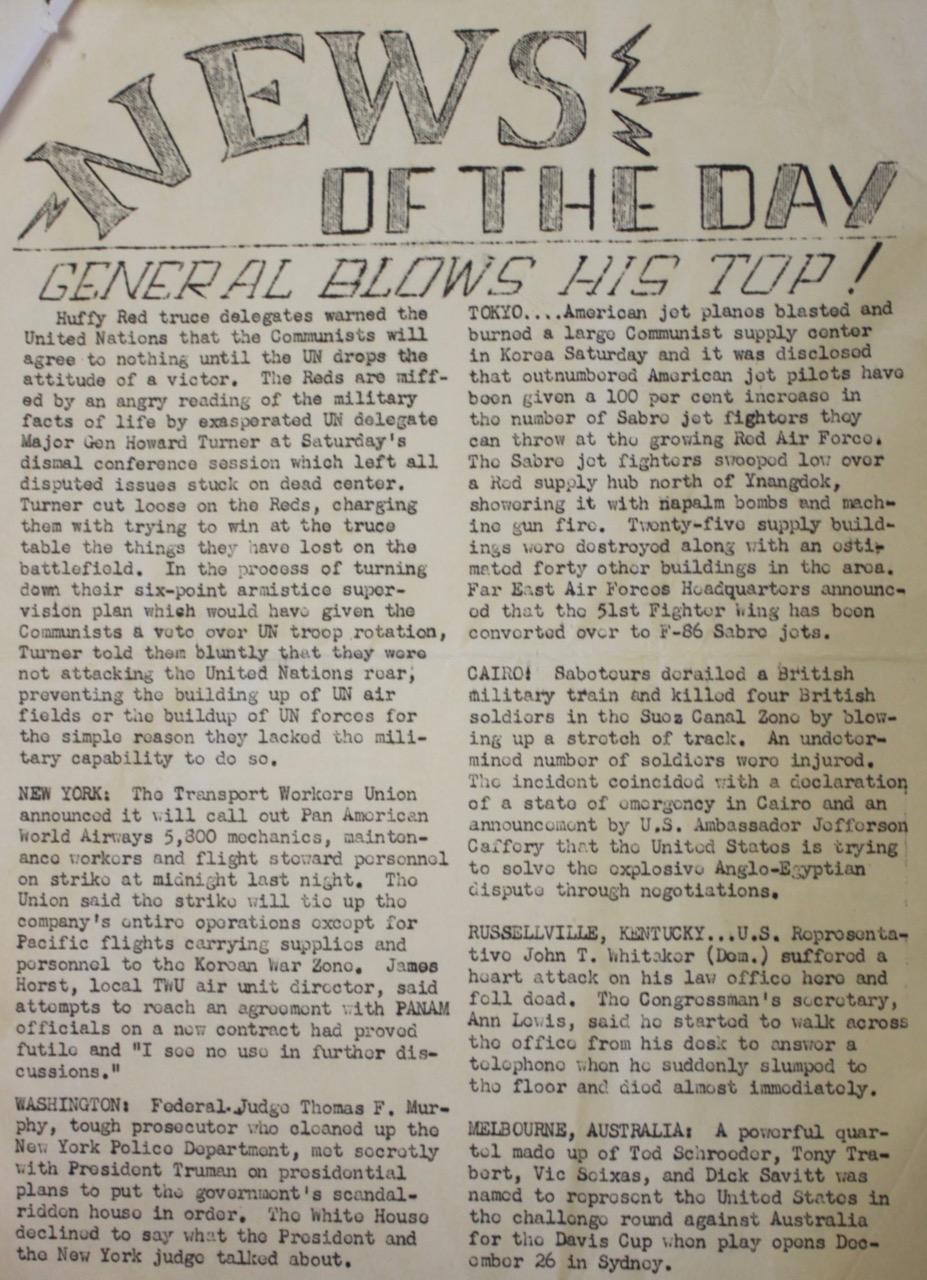 NEWS
OF THE DAY
GENERAL BLOWS HIS TOP!
Huffy Red truce delegates warned the
United Nations that the Communists will
agree to nothing until the UN drops the
attitude of a victor. The Reds are miff-
ed by an angry reading of the military
facts of life by exasperated UN delegate
Major Gen Howard Turner at Saturday's
dismal conference session which left all
disputed issues stuck on dead center.
Turner cut loose on the Reds, charging
them with trying to win at the truce
table the things they have lost on the
battlefield. In the process of turning
down their six-point armistice super-
vision plan which would have given the
Communists a veto over UN troop rotation,
Turner told them bluntly that they were
not attacking the United Nations rear,
preventing the building up of UN air
fields or the buildup of UN forces for
the simple reason they lacked the mili-
tary capability to do so.
NEW YORK: The Transport Workers Union
announced it will call out Pan American
World Airways 5,800 mechanics, mainten-
ance workers and flight steward personnel
on strike at midnight last night. The
Union said the strike will tie up the
company's entire operations except for
Pacific flights carrying supplies and
personnel to the Korean War Zone. James
Horst, local TWU air unit director, said
attempts to reach an agreement with PANAM
officials on a new contract had proved
futile and "I see no use in further dis-
cussions."
WASHINGTON: Federal Judge Thomas F. Mur-
phy, tough prosecutor who cleaned up the
New York Police Department, met secretly
with President Truman on presidential
plans to put the government's scandal-
ridden house in order. The White House
declined to say what the President and
the New York judge talked about.
TOKYO....American jet planes blasted and
burned a large Communist supply center
in Korea Saturday and it was disclosed
that outnumbered American jet pilots have
been given a 100 per cent increase in
the number of Sabre jet fighters they
can throw at the growing Red Air Force.
The Sabre jet fighters swooped low over
a Red supply hub north of Ynangdok,
showering it with napalm bombs and mach-
ine gun fire. Twenty-five supply build-
ings were destroyed along with an esti-
mated forty other buildings in the area.
Far East Air Forces Headquarters announc-
ed that the 51st Fighter Wing has been
converted over to F-86 Sabre jets.
CAIRO: Saboteurs derailed a British
military train and killed four British
soldiers in the Suez Canal Zone by blow-
ing up a stretch of track. An undeter-
mined number of soldiers were injured.
The incident coincided with a declaration
of a state of emergency in Cairo and an
announcement by U.S. Ambassador Jefferson
Caffery that the United States is trying
to solve the explosive Anglo-Egyptian
dispute through negotiations.
RUSSELLVILLE, KENTUCKY...U.S. Representa-
tive John T. Whitaker (Dem.) suffered a
heart attack on his law office here and
fell dead. The Congressman's secretary,
Ann Lewis, said he started to walk across
the office from his desk to answer a
telephone when he suddenly slumped to
the floor and died almost immediately.
MELBOURNE, AUSTRALIA: A powerful quar-
tel made up of Ted Schroeder, Tony Tra-
bert, Vic Seixas, and Dick Savitt was
named to represent the United States in
the challenge round against Australia
for the Davis Cup when play opens Dec-
ember 26 in Sydney.